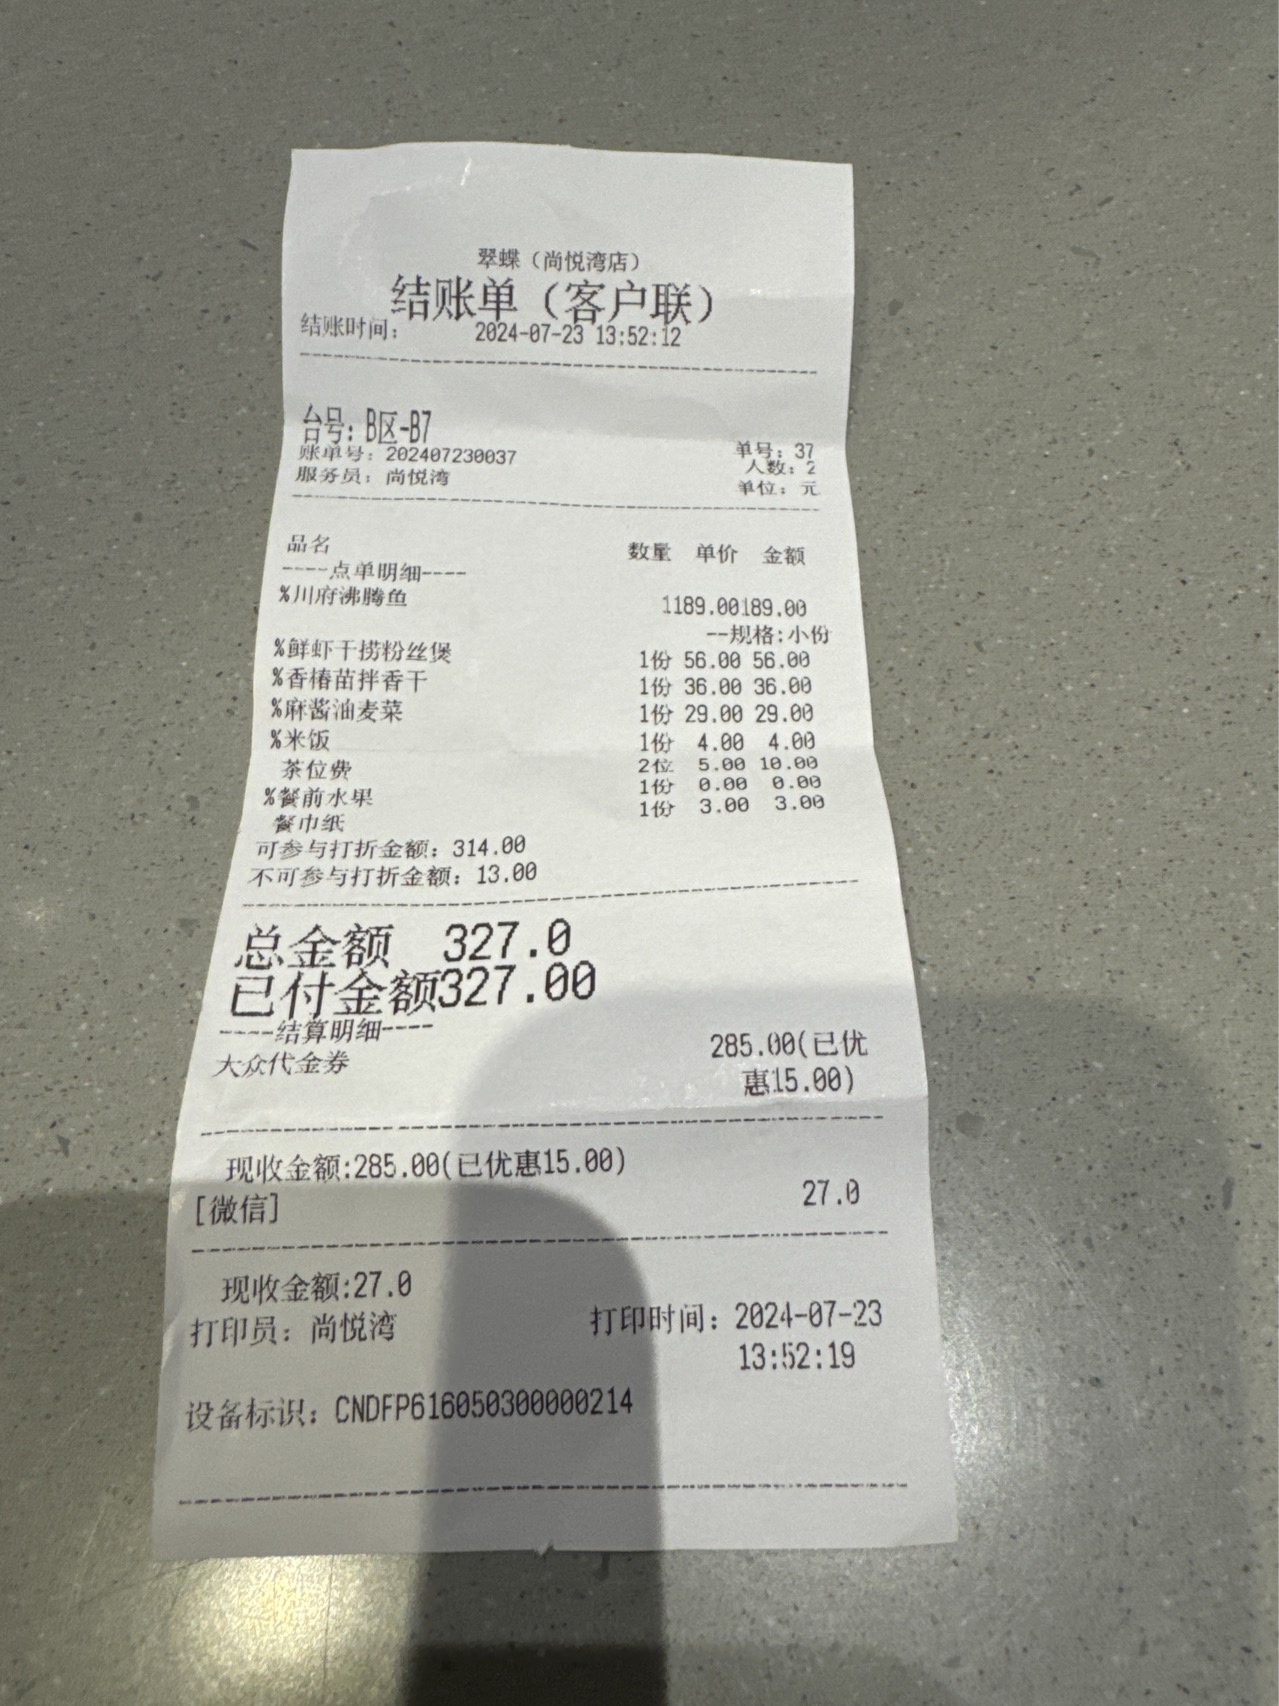 翠蝶（尚悦湾店）
结账单（客户联）
结账时间： 2024-07-23 13:52:12
台号：B区-B7
账单号：202407230037 单号：37
人数：2
服务员：尚悦湾 单位：元
品名 数量 单价 金额
----点单明细----
%川府沸腾鱼 1189.00189.00
--规格:小份
%鲜虾干捞粉丝煲 1份 56.00 56.00
%香椿苗拌香干 1份 36.00 36.00
%麻酱油麦菜 1份 29.00 29.00
%米饭 1份 4.00 4.00
茶位费 2位 5.00 10.00
%餐前水果 1份 0.00 0.00
餐巾纸 1份 3.00 3.00
可参与打折金额：314.00
不可参与打折金额：13.00
总金额 327.0
已付金额327.00
----结算明细----
大众代金券 285.00(已优
惠15.00)
现收金额:285.00(已优惠15.00)
[微信] 27.0
现收金额:27.0
打印员：尚悦湾 打印时间：2024-07-23
13:52:19
设备标识：CNDFP616050300000214